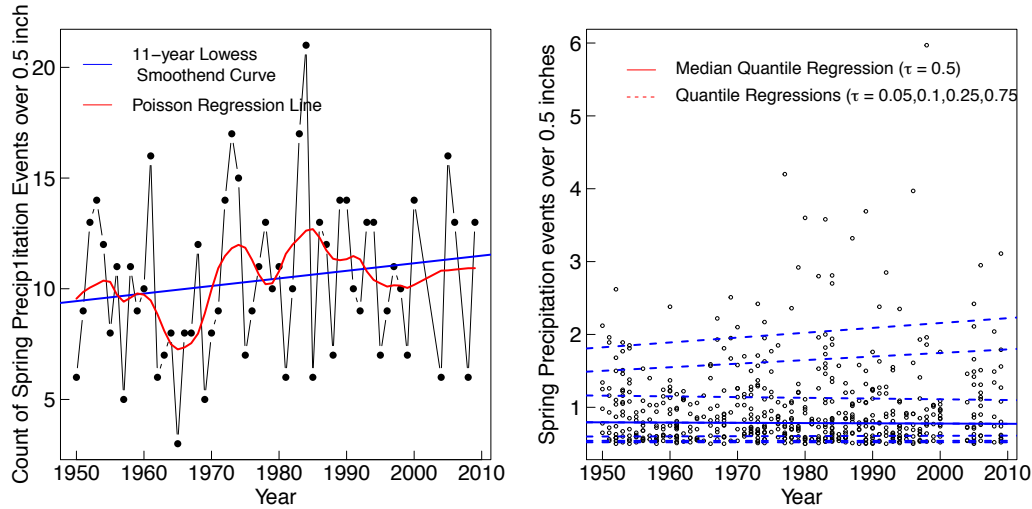 Count of Spring Precip1tation Events over 0.5 inch
20
15
10
5
11−year Lowess
Smoothend Curve
Poisson Regression Line
1950 1960 1970 1980 1990 2000 2010
Year
Spring Precipitation events over 0.5 inches
6
5
4
3
2
1
Median Quantile Regression (τ = 0.5)
Quantile Regressions (τ = 0.05,0.1,0.25,0.75
1950 1960 1970 1980 1990 2000 2010
Year